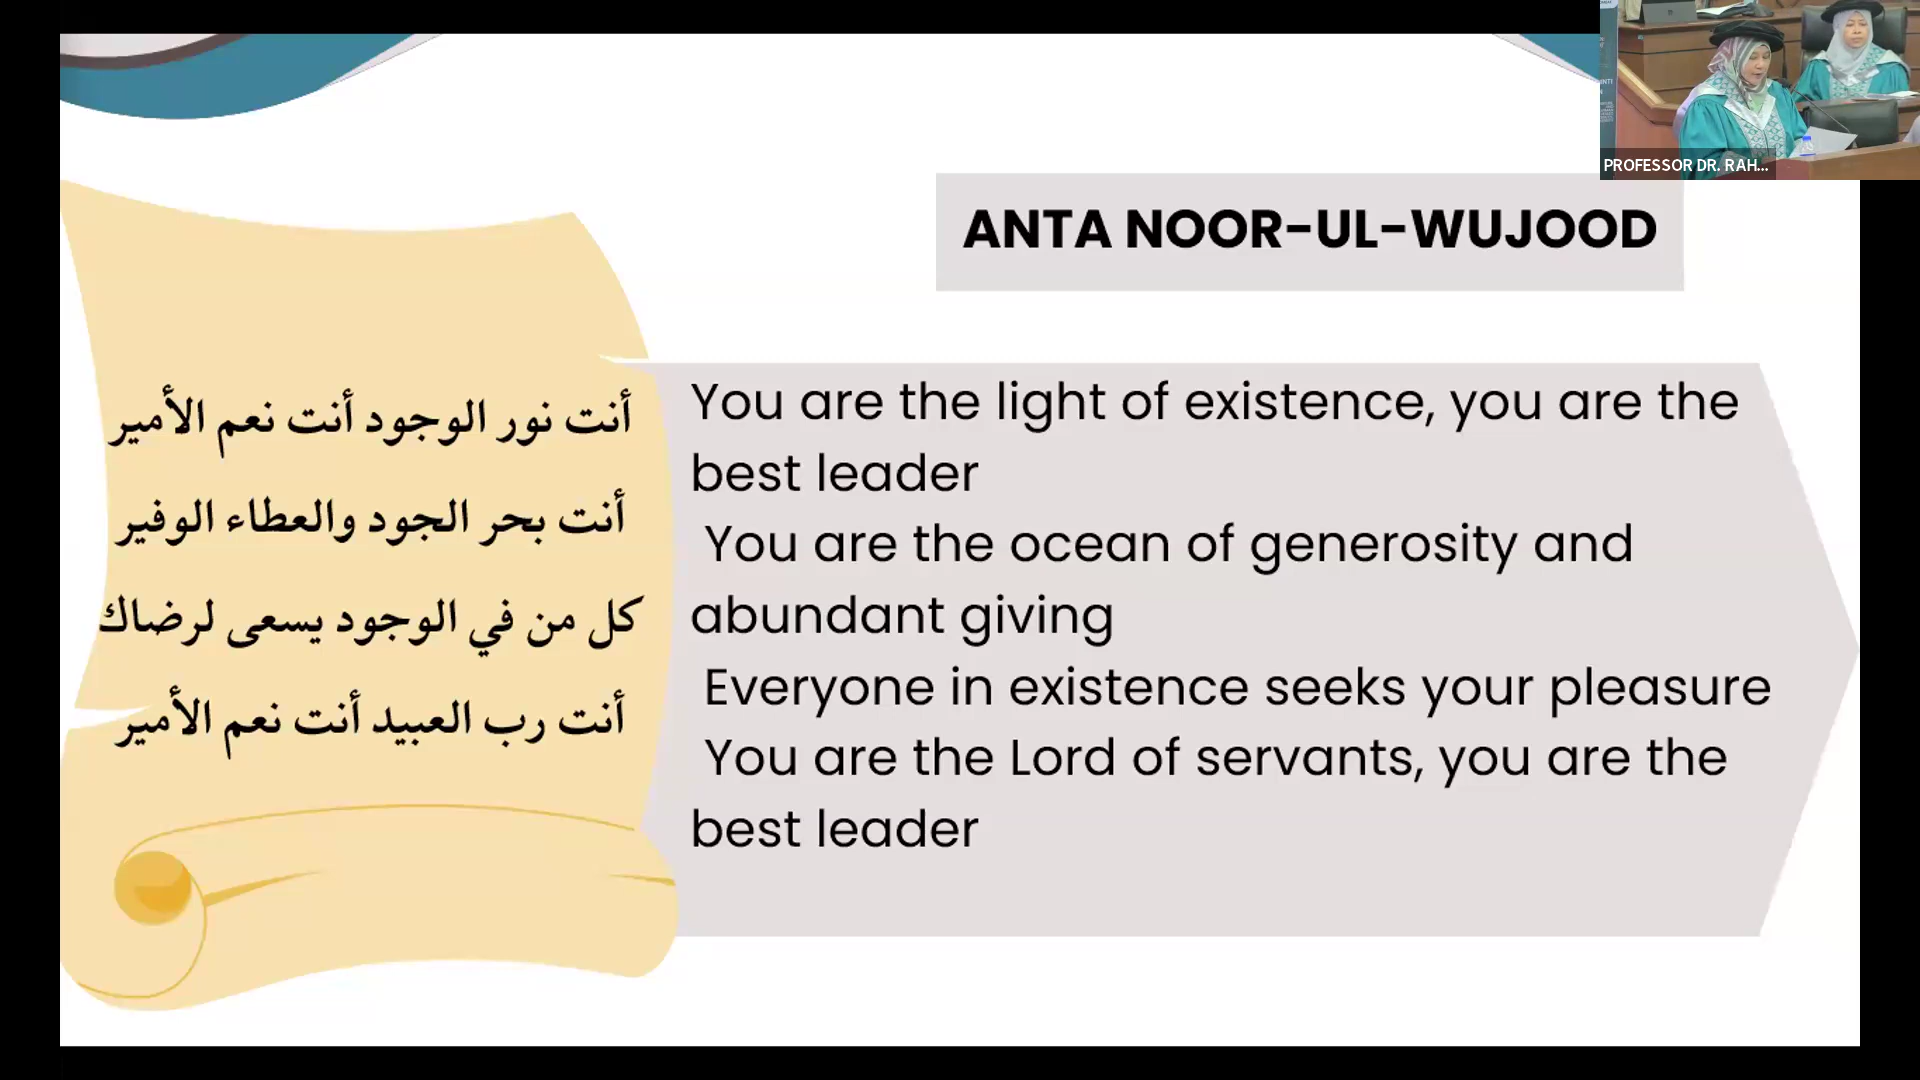 PROFESSOR DR. RAH...
ANTA NOOR-UL-WUJOOD
أنت نور الوجود أنت نعم الأمير
أنت بحر الجود والعطاء الوفير
كل من في الوجود يسعى لرضاك
أنت رب العبيد أنت نعم الأمير
You are the light of existence, you are the
best leader
You are the ocean of generosity and
abundant giving
Everyone in existence seeks your pleasure
You are the Lord of servants, you are the
best leader